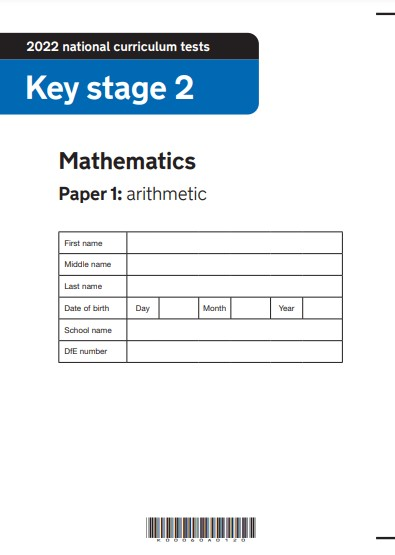 2022 national curriculum tests
Key stage 2
Mathematics
Paper 1: arithmetic
First name
Middle name
Last name
Date of birth Day Month Year
School name
DfE number